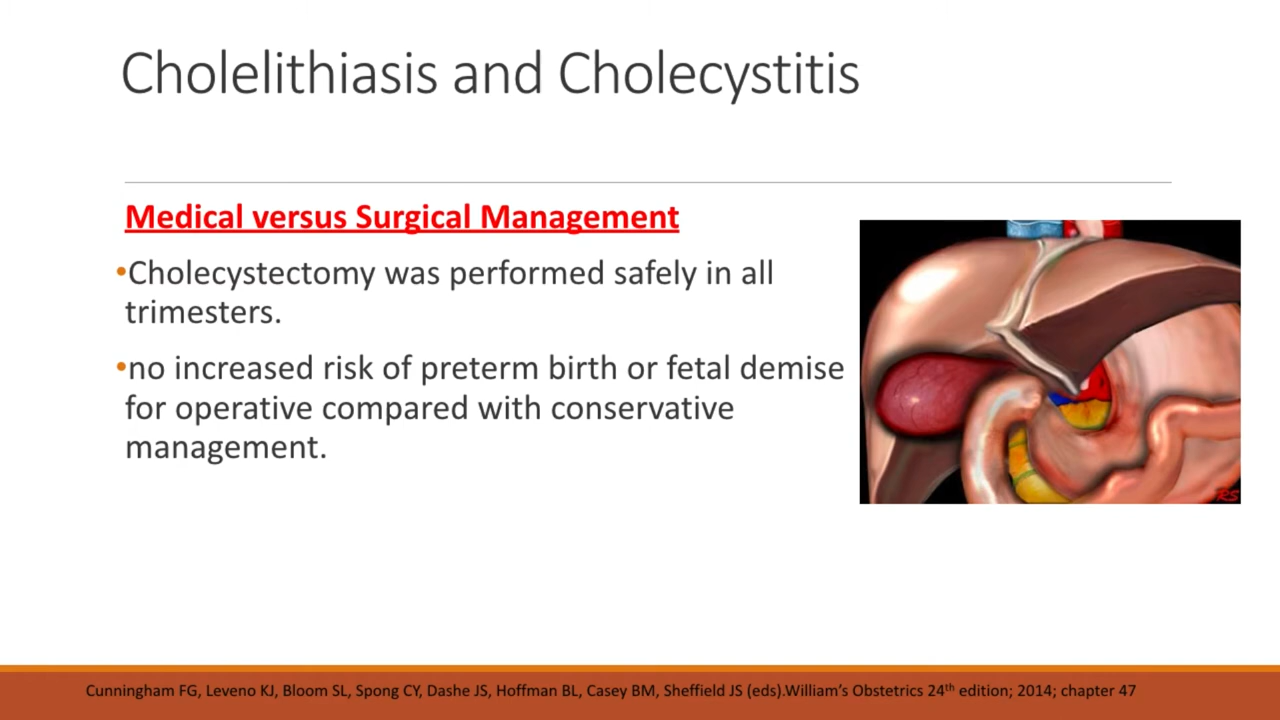 Cholelithiasis and Cholecystitis
Medical versus Surgical Management
•Cholecystectomy was performed safely in all
trimesters.
•no increased risk of preterm birth or fetal demise
for operative compared with conservative
management.
RS
Cunningham FG, Leveno KJ, Bloom SL, Spong CY, Dashe JS, Hoffman BL, Casey BM, Sheffield JS (eds).William’s Obstetrics 24th edition; 2014; chapter 47